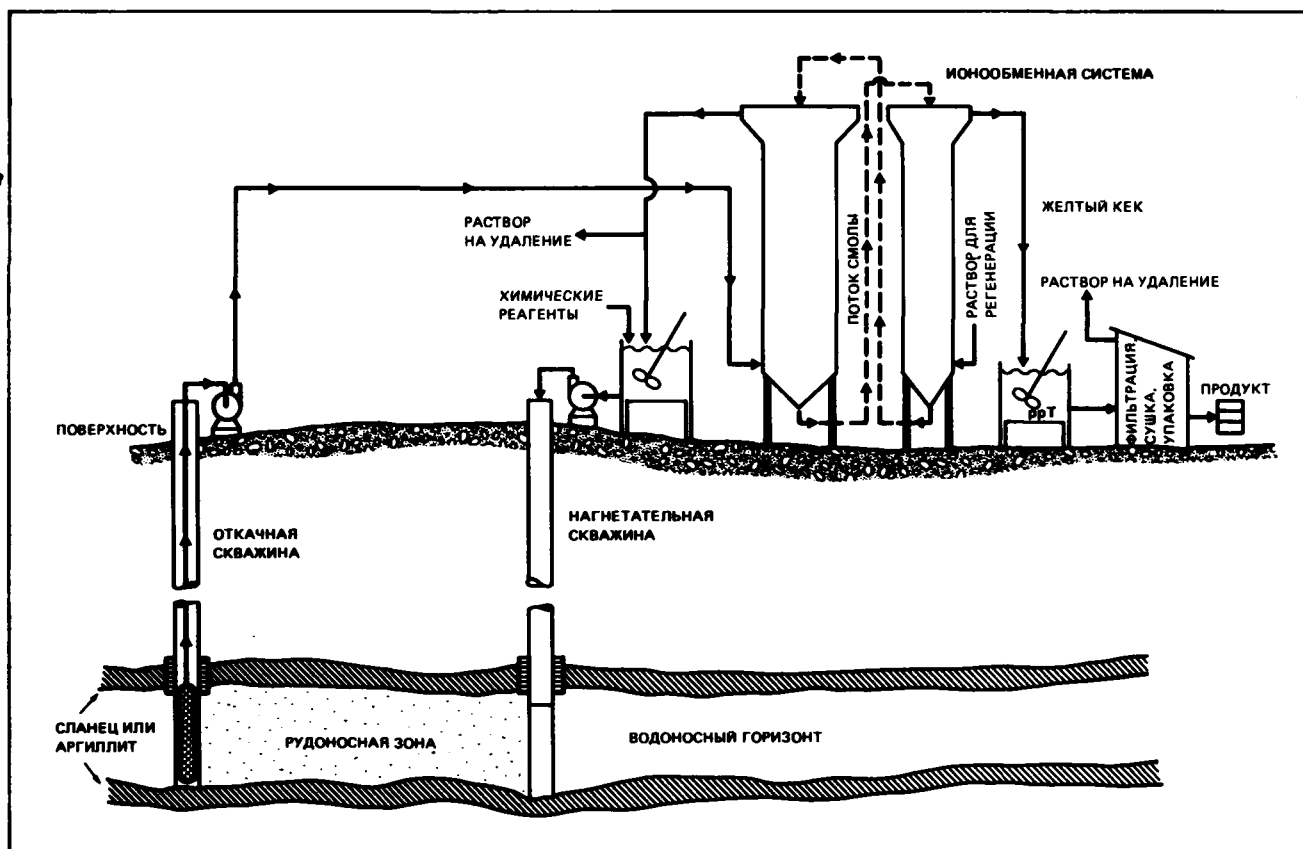 ИОНООБМЕННАЯ СИСТЕМА
РАСТВОР
НА УДАЛЕНИЕ
ЖЕЛТЫЙ КЕК
ПОТОК СМОЛЫ
РАСТВОР ДЛЯ
РЕГЕНЕРАЦИИ
РАСТВОР НА УДАЛЕНИЕ
ХИМИЧЕСКИЕ
РЕАГЕНТЫ
ФИЛЬТРАЦИЯ,
СУШКА,
УПАКОВКА
ПРОДУКТ
ppT
ПОВЕРХНОСТЬ
ОТКАЧНАЯ
СКВАЖИНА
НАГНЕТАТЕЛЬНАЯ
СКВАЖИНА
СЛАНЕЦ ИЛИ
АРГИЛЛИТ
РУДОНОСНАЯ ЗОНА
ВОДОНОСНЫЙ ГОРИЗОНТ